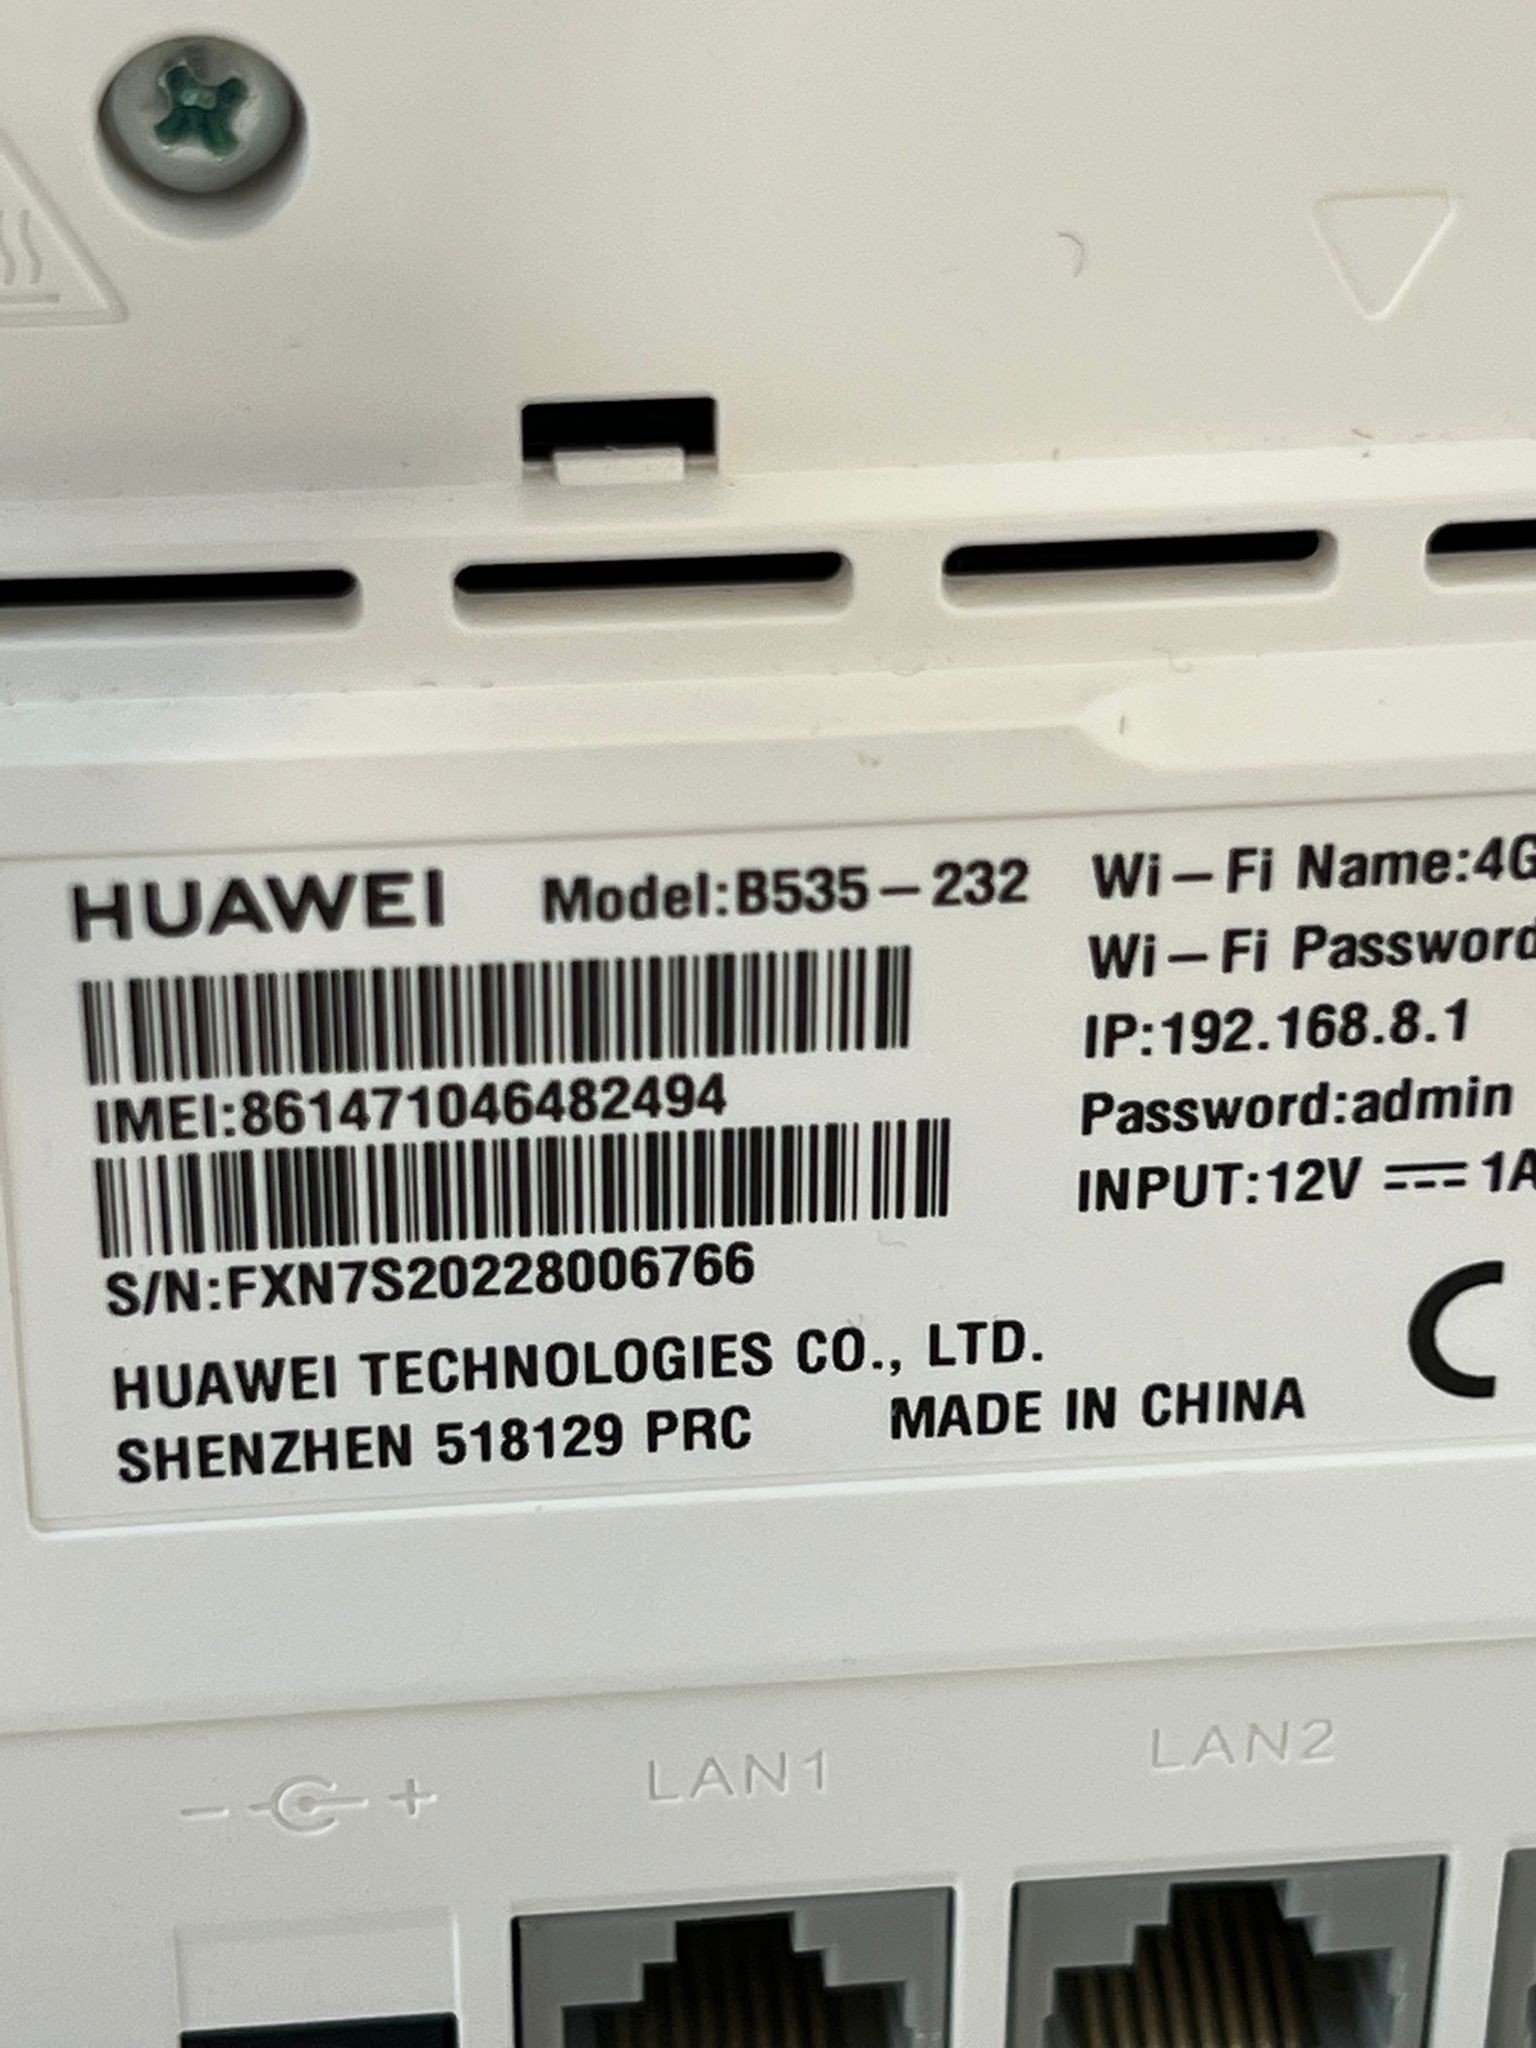 HUAWEI Model:B535-232
IMEI:861471046482494
S/N:FXN7S20228006766
HUAWEI TECHNOLOGIES CO., LTD.
SHENZHEN 518129 PRC MADE IN CHINA
Wi-Fi Name:4G
Wi-Fi Password
IP:192.168.8.1
Password:admin
INPUT:12V ⎓ 1A
LAN1
LAN2